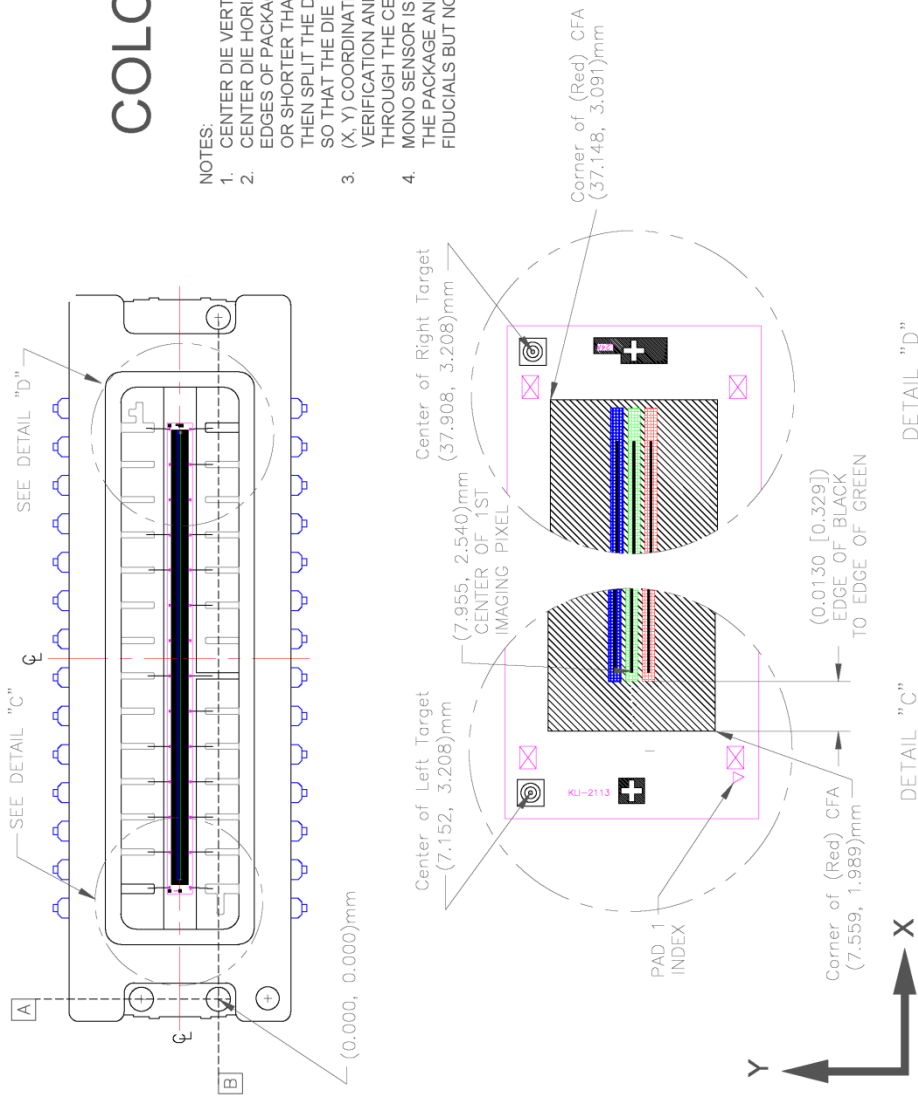 COLO
NOTES:
1. CENTER DIE VERT
2. CENTER DIE HORI
EDGES OF PACKA
OR SHORTER THA
THEN SPLIT THE D
SO THAT THE DIE
3. (X, Y) COORDINAT
VERIFICATION AND
THROUGH THE CE
4. MONO SENSOR IS
THE PACKAGE AN
FIDUCIALS BUT NO
SEE DETAIL "C"
SEE DETAIL "D"
A
B
(0.000, 0.000)mm
Center of Left Target
(7.152, 3.208)mm
(7.955, 2.540)mm
CENTER OF 1ST
IMAGING PIXEL
Center of Right Target
(37.908, 3.208)mm
Corner of (Red) CFA
(37.148, 3.091)mm
KLI-2113
PAD 1
INDEX
Corner of (Red) CFA
(7.559, 1.989)mm
(0.0130 [0.329])
EDGE OF BLACK
TO EDGE OF GREEN
DETAIL "C"
DETAIL "D"
Y
X